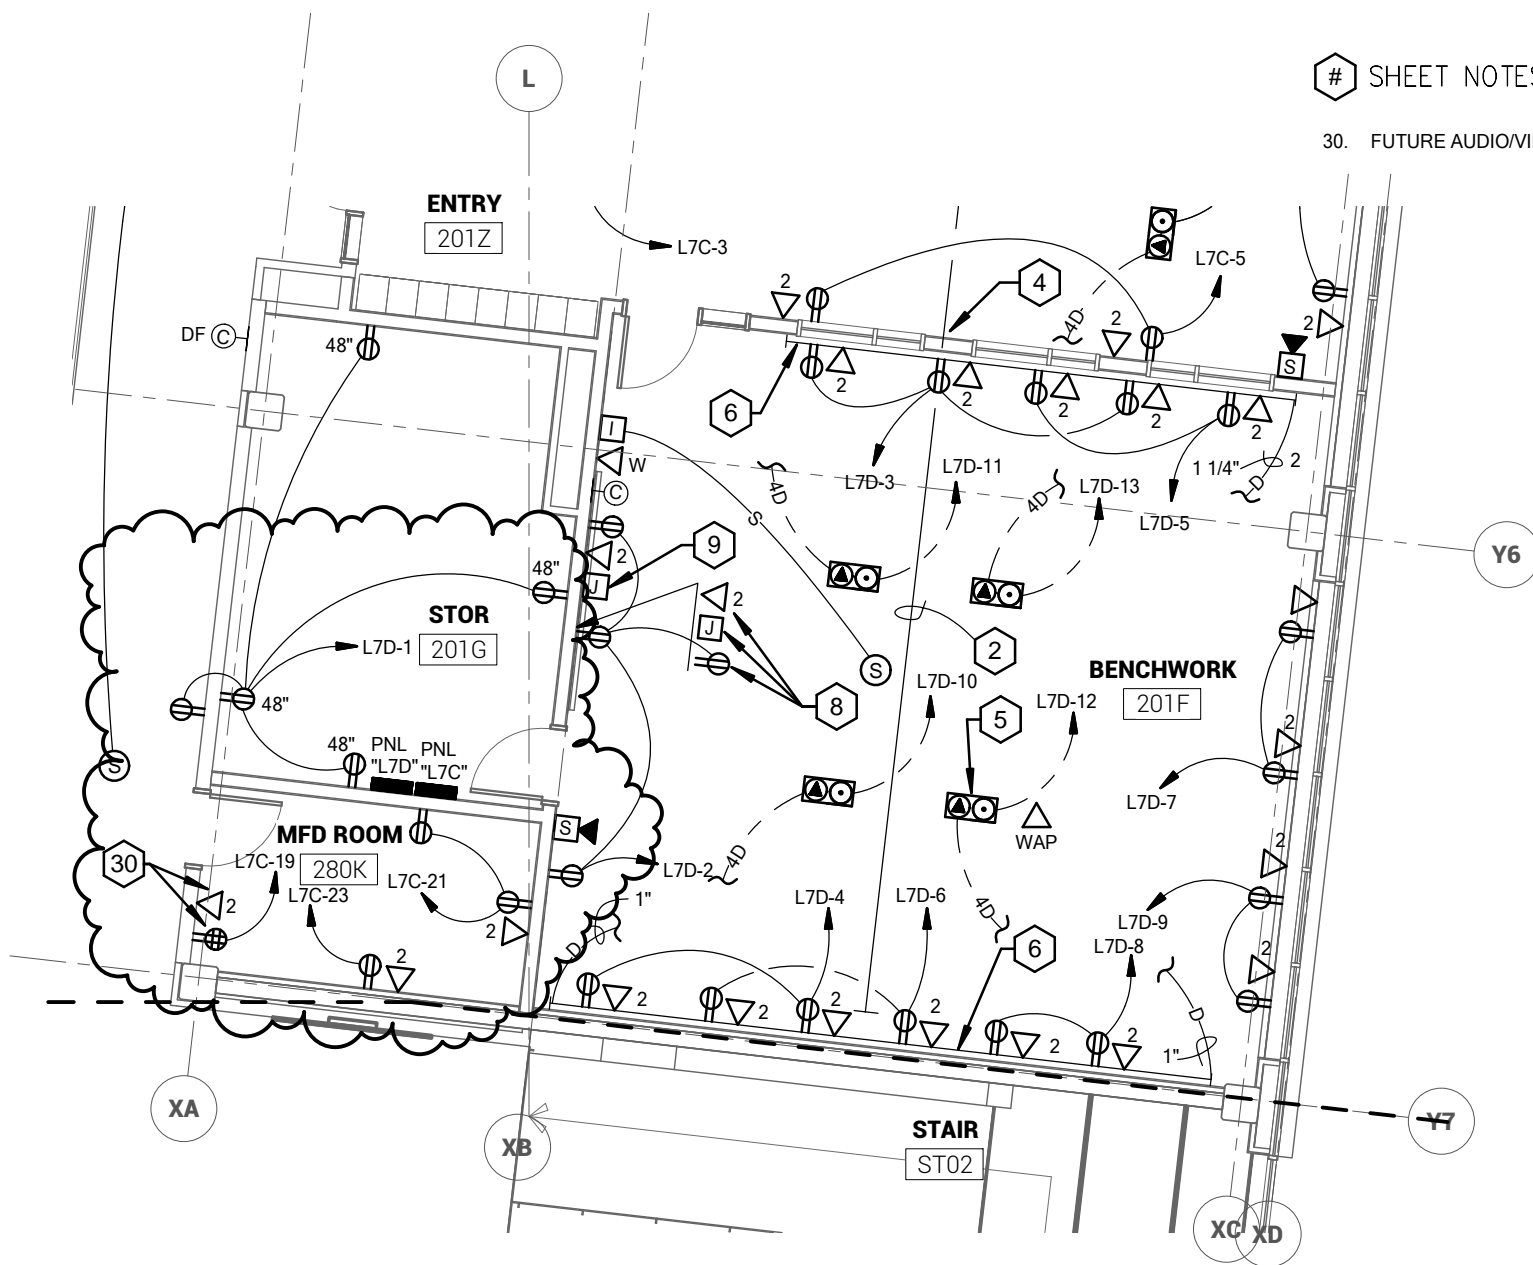 L
# SHEET NOTES
30. FUTURE AUDIO/VI
ENTRY
201Z
L7C-3
L7C-5
4
4D
2
2
2
DF C
48"
S
6
2
2
2
2
2
I
W
C
L7D-3
L7D-11
4D
4D
L7D-13
1 1/4"
2
D
L7D-5
Y6
S
9
2
J
48"
STOR
201G
L7D-1
2
J
8
2
S
BENCHWORK
201F
L7D-10
5
L7D-12
48"
48"
PNL
"L7D"
PNL
"L7C"
S
2
L7D-7
WAP
MFD ROOM
280K
S
30
L7C-19
L7C-23
L7C-21
L7D-2
4D
2
2
2
1"
D
L7D-4
L7D-6
4D
6
L7D-9
L7D-8
2
2
2
2
2
2
2
2
D
1"
XA
XB
STAIR
ST02
Y7
XC
XD